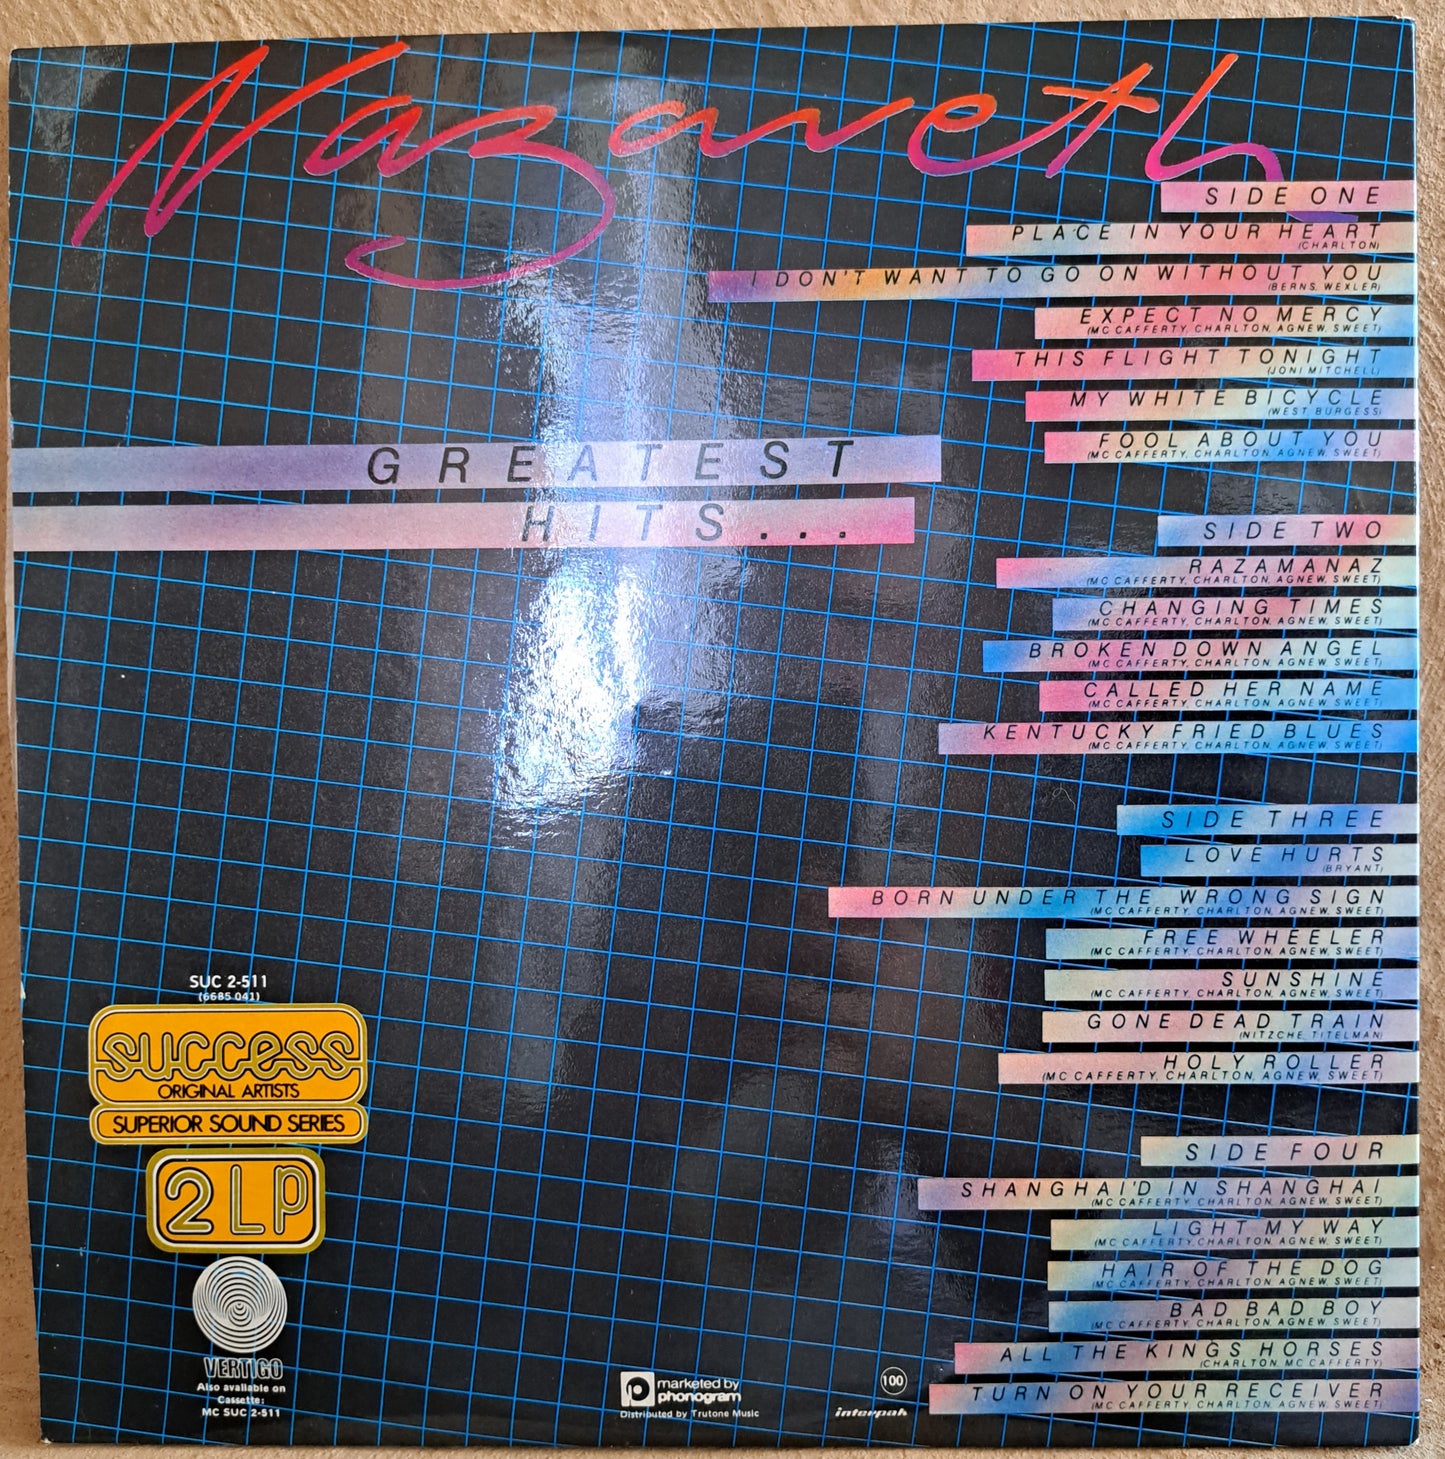 Nazareth
GREATEST
HITS...
SIDE ONE
PLACE IN YOUR HEART
(CHARLTON)
I DON'T WANT TO GO ON WITHOUT YOU
(BERNS, WEXLER)
EXPECT NO MERCY
(MC CAFFERTY, CHARLTON, AGNEW, SWEET)
THIS FLIGHT TONIGHT
(JONI MITCHELL)
MY WHITE BICYCLE
(WEST BURGESS)
FOOL ABOUT YOU
(MC CAFFERTY, CHARLTON, AGNEW, SWEET)
SIDE TWO
RAZAMANAZ
(MC CAFFERTY, CHARLTON, AGNEW, SWEET)
CHANGING TIMES
(MC CAFFERTY, CHARLTON, AGNEW, SWEET)
BROKEN DOWN ANGEL
(MC CAFFERTY, CHARLTON, AGNEW, SWEET)
CALLED HER NAME
(MC CAFFERTY, CHARLTON, AGNEW, SWEET)
KENTUCKY FRIED BLUES
(MC CAFFERTY, CHARLTON, AGNEW, SWEET)
SIDE THREE
LOVE HURTS
(BRYANT)
BORN UNDER THE WRONG SIGN
(MC CAFFERTY, CHARLTON, AGNEW, SWEET)
FREE WHEELER
(MC CAFFERTY, CHARLTON, AGNEW, SWEET)
SUNSHINE
(MC CAFFERTY, CHARLTON, AGNEW, SWEET)
GONE DEAD TRAIN
(NITZCHE, TITELMAN)
HOLY ROLLER
(MC CAFFERTY, CHARLTON, AGNEW, SWEET)
SIDE FOUR
SHANGHAI'D IN SHANGHAI
(MC CAFFERTY, CHARLTON, AGNEW, SWEET)
LIGHT MY WAY
(MC CAFFERTY, CHARLTON, AGNEW, SWEET)
HAIR OF THE DOG
(MC CAFFERTY, CHARLTON, AGNEW, SWEET)
BAD BAD BOY
(MC CAFFERTY, CHARLTON, AGNEW, SWEET)
ALL THE KINGS HORSES
(CHARLTON, MC CAFFERTY)
TURN ON YOUR RECEIVER
(MC CAFFERTY, CHARLTON, AGNEW, SWEET)
SUC 2-511
(6685 041)
success
ORIGINAL ARTISTS
SUPERIOR SOUND SERIES
2 LP
VERTIGO
Also available on
Cassette:
MC SUC 2-511
marketed by
phonogram
Distributed by Trutone Music
100
interpak